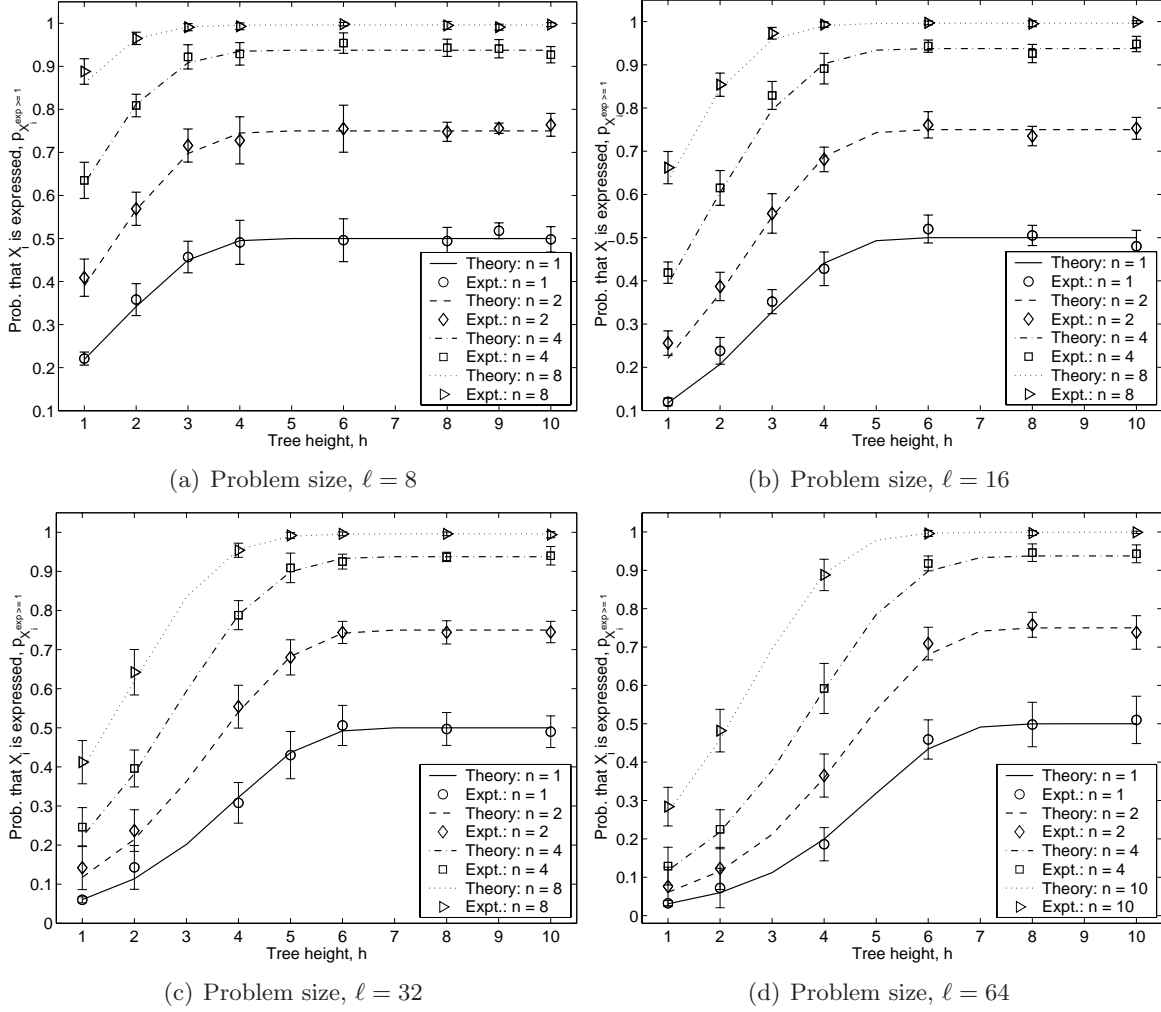 1
0.9
0.8
0.7
0.6
0.5
0.4
0.3
0.2
0.1
Prob. that X_i is expressed, p_{X_i^{exp >= 1}}
Theory: n = 1
Expt.: n = 1
Theory: n = 2
Expt.: n = 2
Theory: n = 4
Expt.: n = 4
Theory: n = 8
Expt.: n = 8
1 2 3 4 5 6 7 8 9 10
Tree height, h
(a) Problem size, ℓ = 8
1
0.9
0.8
0.7
0.6
0.5
0.4
0.3
0.2
0.1
Prob. that X_i is expressed, p_{X_i^{exp >= 1}}
Theory: n = 1
Expt.: n = 1
Theory: n = 2
Expt.: n = 2
Theory: n = 4
Expt.: n = 4
Theory: n = 8
Expt.: n = 8
1 2 3 4 5 6 7 8 9 10
Tree height, h
(b) Problem size, ℓ = 16
1
0.9
0.8
0.7
0.6
0.5
0.4
0.3
0.2
0.1
0
Prob. that X_i is expressed, p_{X_i^{exp >= 1}}
Theory: n = 1
Expt.: n = 1
Theory: n = 2
Expt.: n = 2
Theory: n = 4
Expt.: n = 4
Theory: n = 8
Expt.: n = 8
1 2 3 4 5 6 7 8 9 10
Tree height, h
(c) Problem size, ℓ = 32
1
0.9
0.8
0.7
0.6
0.5
0.4
0.3
0.2
0.1
0
Prob. that X_i is expressed, p_{X_i^{exp >= 1}}
Theory: n = 1
Expt.: n = 1
Theory: n = 2
Expt.: n = 2
Theory: n = 4
Expt.: n = 4
Theory: n = 10
Expt.: n = 10
1 2 3 4 5 6 7 8 9 10
Tree height, h
(d) Problem size, ℓ = 64